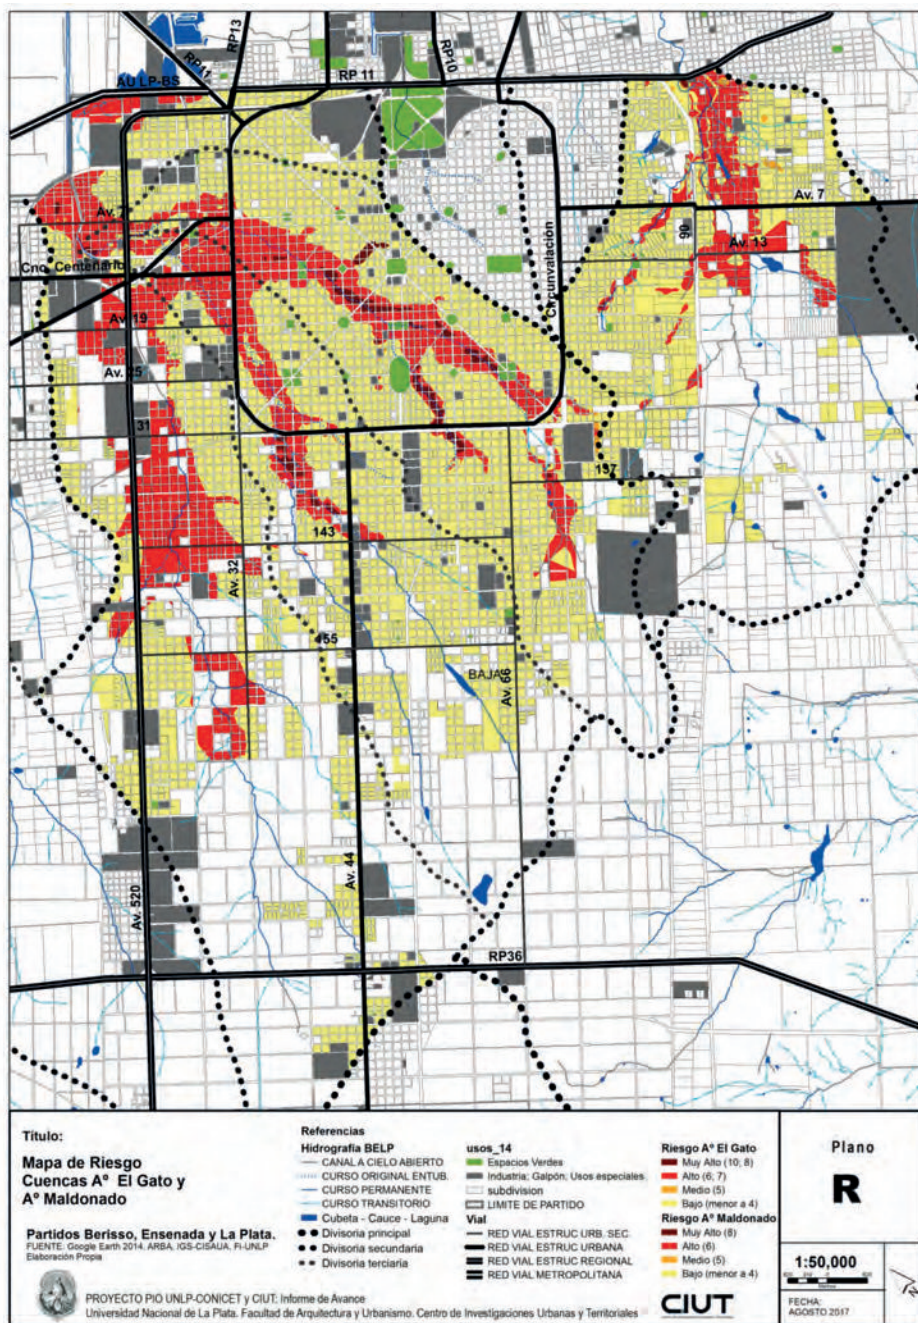 RP13
RP11
AU LP-BS
RP 11
RP10
Av. 7
Av. 7
90
Av. 13
Circunvalación
Cno. Centenario
Av. 19
Av. 25
31
137
143
Av. 32
155
BAJA
Av. 66
Av. 520
Av. 44
RP36
Título:
Mapa de Riesgo
Cuencas Aº El Gato y
Aº Maldonado
Partidos Berisso, Ensenada y La Plata.
FUENTE: Google Earth 2014, ARBA, IGS-CISAUA, FI-UNLP
Elaboración Propia
Referencias
Hidrografía BELP
CANAL A CIELO ABIERTO
CURSO ORIGINAL ENTUB.
CURSO PERMANENTE
CURSO TRANSITORIO
Cubeta - Cauce - Laguna
Divisoria principal
Divisoria secundaria
Divisoria terciaria
usos_14
Espacios Verdes
Industria; Galpón; Usos especiales
subdivision
LIMITE DE PARTIDO
Vial
RED VIAL ESTRUC URB. SEC.
RED VIAL ESTRUC URBANA
RED VIAL ESTRUC REGIONAL
RED VIAL METROPOLITANA
Riesgo Aº El Gato
Muy Alto (10; 8)
Alto (6; 7)
Medio (5)
Bajo (menor a 4)
Riesgo Aº Maldonado
Muy Alto (8)
Alto (6)
Medio (5)
Bajo (menor a 4)
PROYECTO PIO UNLP-CONICET y CIUT: Informe de Avance
Universidad Nacional de La Plata. Facultad de Arquitectura y Urbanismo. Centro de Investigaciones Urbanas y Territoriales
CIUT
Plano
R
1:50,000
FECHA:
AGOSTO 2017
N